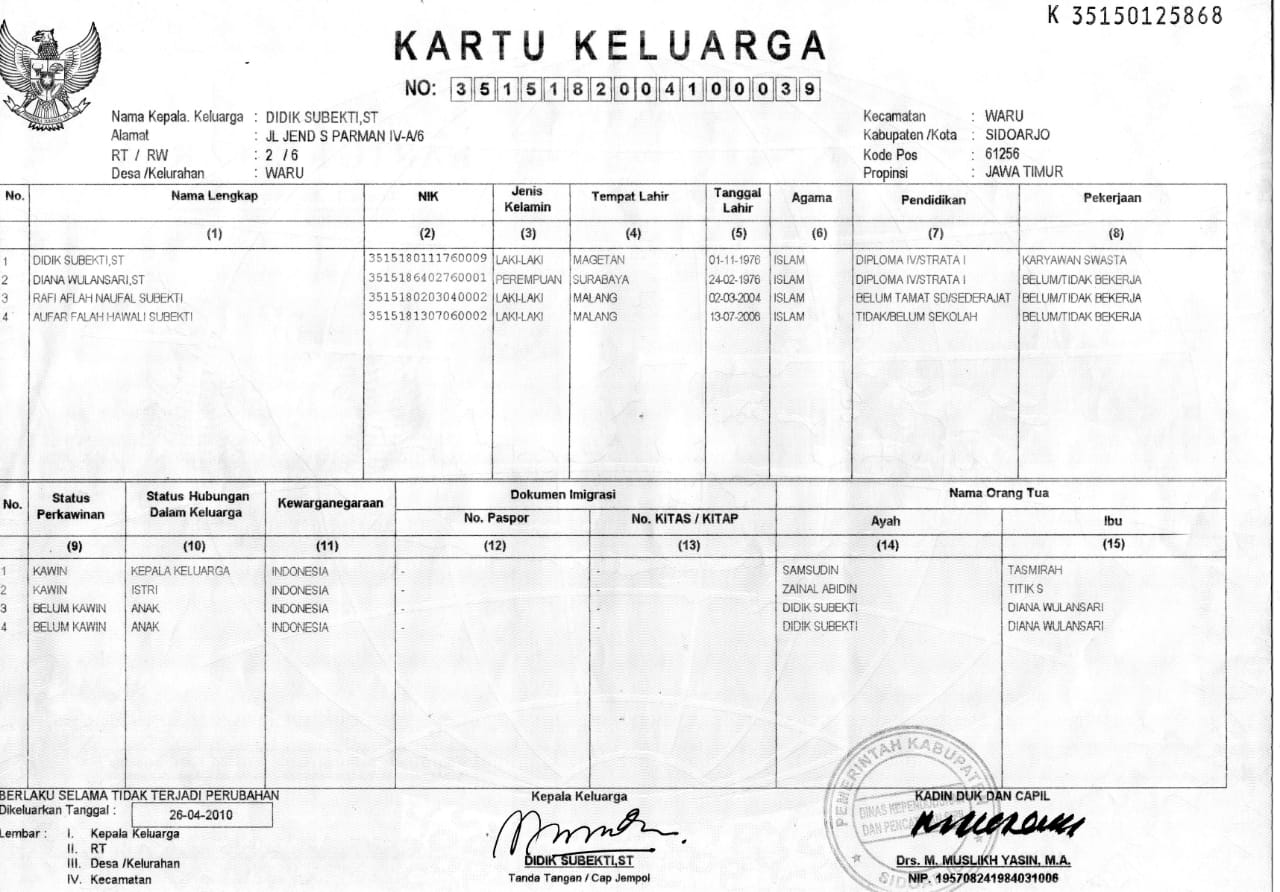 K 35150125868
KARTU KELUARGA
NO: 3515182004100039
Nama Kepala. Keluarga : DIDIK SUBEKTI,ST
Alamat : JL JEND S PARMAN IV-A/6
RT / RW : 2 / 6
Desa /Kelurahan : WARU
Kecamatan : WARU
Kabupaten /Kota : SIDOARJO
Kode Pos : 61256
Propinsi : JAWA TIMUR
No. Nama Lengkap NIK Jenis Kelamin Tempat Lahir Tanggal Lahir Agama Pendidikan Pekerjaan
(1) (2) (3) (4) (5) (6) (7) (8)
1 DIDIK SUBEKTI,ST 3515180111760009 LAKI-LAKI MAGETAN 01-11-1976 ISLAM DIPLOMA IV/STRATA I KARYAWAN SWASTA
2 DIANA WULANSARI,ST 3515186402760001 PEREMPUAN SURABAYA 24-02-1976 ISLAM DIPLOMA IV/STRATA I BELUM/TIDAK BEKERJA
3 RAFI AFLAH NAUFAL SUBEKTI 3515180203040002 LAKI-LAKI MALANG 02-03-2004 ISLAM BELUM TAMAT SD/SEDERAJAT BELUM/TIDAK BEKERJA
4 AUFAR FALAH HAWALI SUBEKTI 3515181307060002 LAKI-LAKI MALANG 13-07-2006 ISLAM TIDAK/BELUM SEKOLAH BELUM/TIDAK BEKERJA
No. Status Perkawinan Status Hubungan Dalam Keluarga Kewarganegaraan Dokumen Imigrasi Nama Orang Tua
No. Paspor No. KITAS / KITAP Ayah Ibu
(9) (10) (11) (12) (13) (14) (15)
1 KAWIN KEPALA KELUARGA INDONESIA - - SAMSUDIN TASMIRAH
2 KAWIN ISTRI INDONESIA - - ZAINAL ABIDIN TITIK S
3 BELUM KAWIN ANAK INDONESIA - - DIDIK SUBEKTI DIANA WULANSARI
4 BELUM KAWIN ANAK INDONESIA - - DIDIK SUBEKTI DIANA WULANSARI
BERLAKU SELAMA TIDAK TERJADI PERUBAHAN
Dikeluarkan Tanggal : 26-04-2010
Lembar : I. Kepala Keluarga
II. RT
III. Desa /Kelurahan
IV. Kecamatan
Kepala Keluarga
DIDIK SUBEKTI,ST
Tanda Tangan / Cap Jempol
PEMERINTAH KABUPATEN
DINAS
DAN
KADIN DUK DAN CAPIL
Drs. M. MUSLIKH YASIN, M.A.
NIP. 195708241984031006